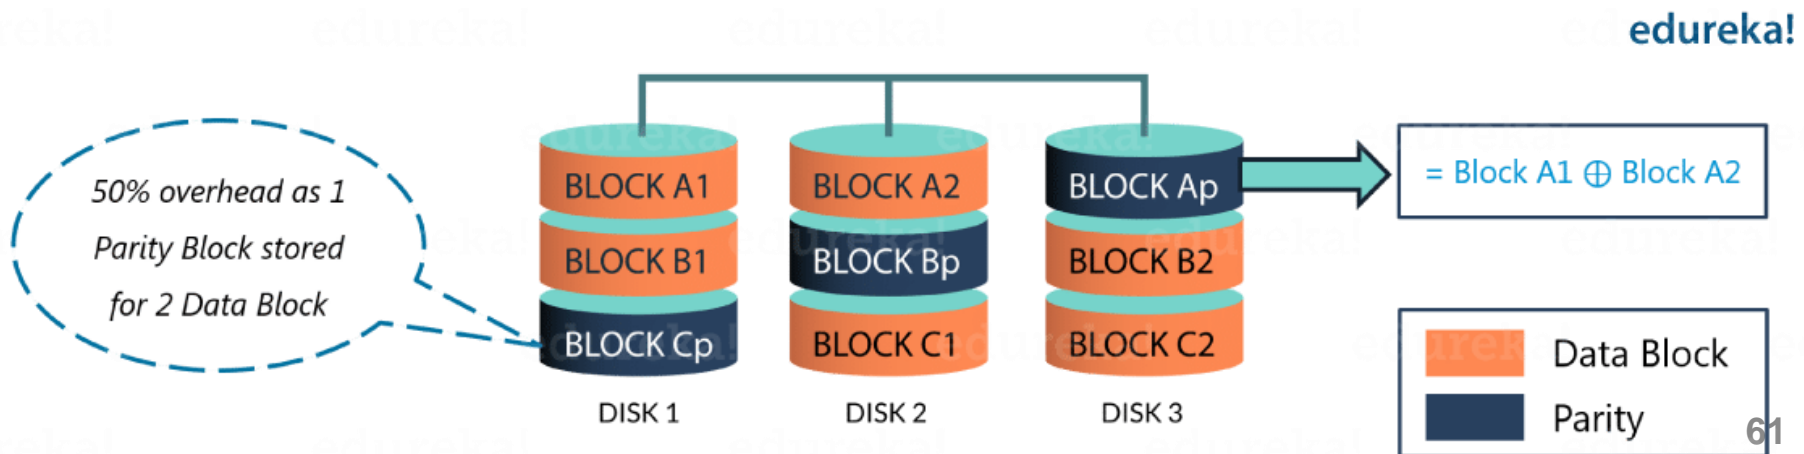 edureka!
50% overhead as 1
Parity Block stored
for 2 Data Block
BLOCK A1
BLOCK A2
BLOCK Ap
= Block A1 ⊕ Block A2
BLOCK B1
BLOCK Bp
BLOCK B2
BLOCK Cp
BLOCK C1
BLOCK C2
DISK 1
DISK 2
DISK 3
Data Block
Parity
61